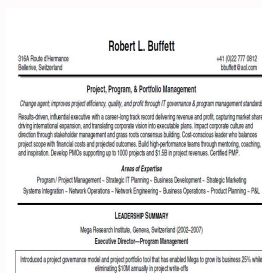 Robert L. Buffett
316A Route d'Hermance
+41 (0)22 777 0812
Bellerive, Switzerland
bbuffett@aol.com
Project, Program, & Portfolio Management
Change agent; improves project efficiency, quality, and profit through IT governance & program management standards
Results-driven, influential executive with a career-long track record delivering revenue and profit, capturing market share
driving international expansion, and translating corporate vision into executable plans. Impact corporate culture and
direction through stakeholder management and grass roots consensus building. Cost-conscious leader who balances
project scope with financial costs and projected outcomes. Build high-performance teams through mentoring, coaching,
and inspiration. Develop PMOs supporting up to 1000 projects and $1.5B in project revenues. Certified PMP.
Areas of Expertise
Program / Project Management ~ Strategic IT Planning ~ Business Development ~ Strategic Marketing
Systems Integration ~ Network Operations ~ Network Engineering ~ Business Operations ~ Product Planning ~ P&L
LEADERSHIP SUMMARY
Mega Research Institute, Geneva, Switzerland (2002–2007)
Executive Director—Program Management
Introduced a project governance model and project portfolio tool that has enabled Mega to grow its business 25% while
eliminating $10M annually in project write-offs